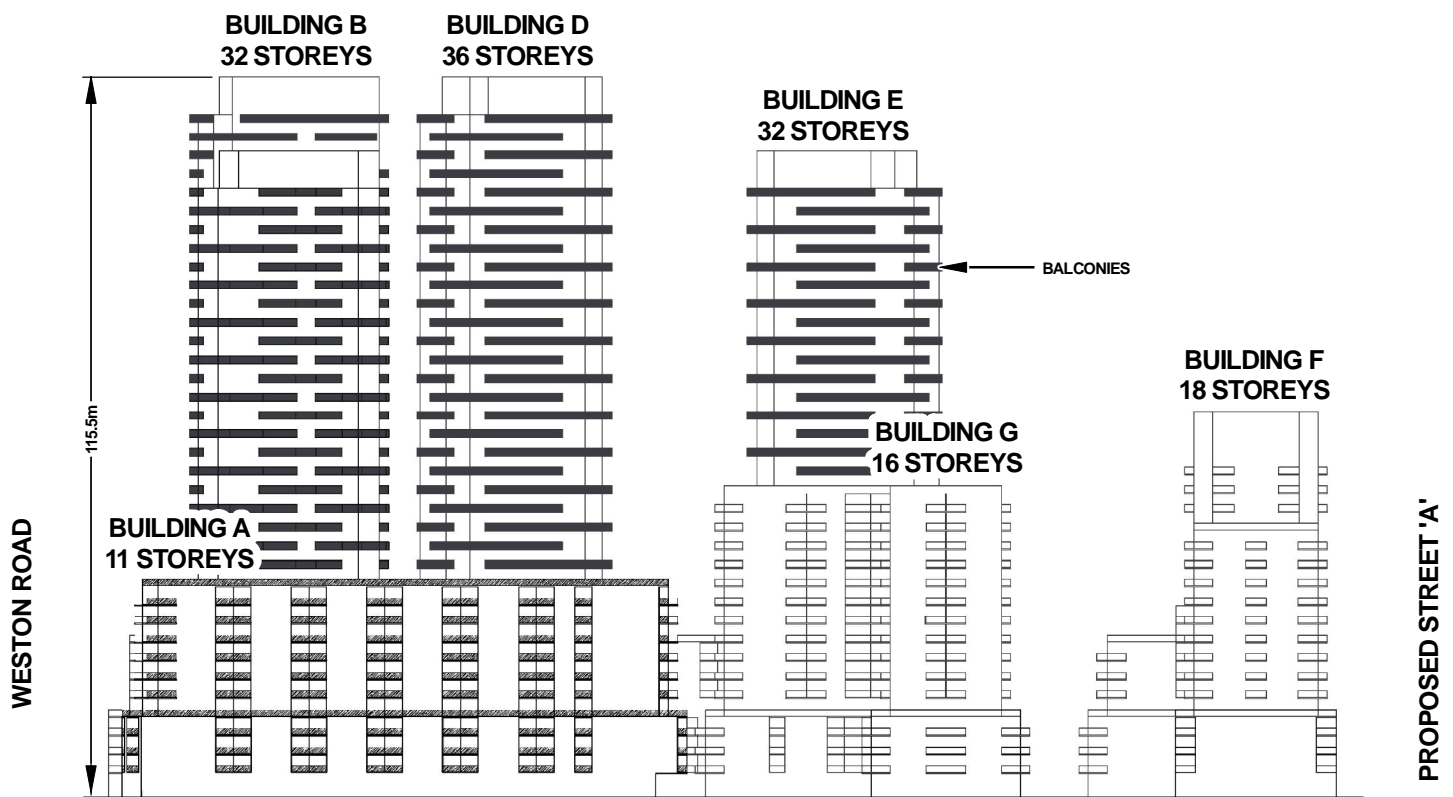 BUILDING B
32 STOREYS
BUILDING D
36 STOREYS
BUILDING E
32 STOREYS
BALCONIES
BUILDING F
18 STOREYS
115.5m
BUILDING G
16 STOREYS
BUILDING A
11 STOREYS
WESTON ROAD
PROPOSED STREET 'A'